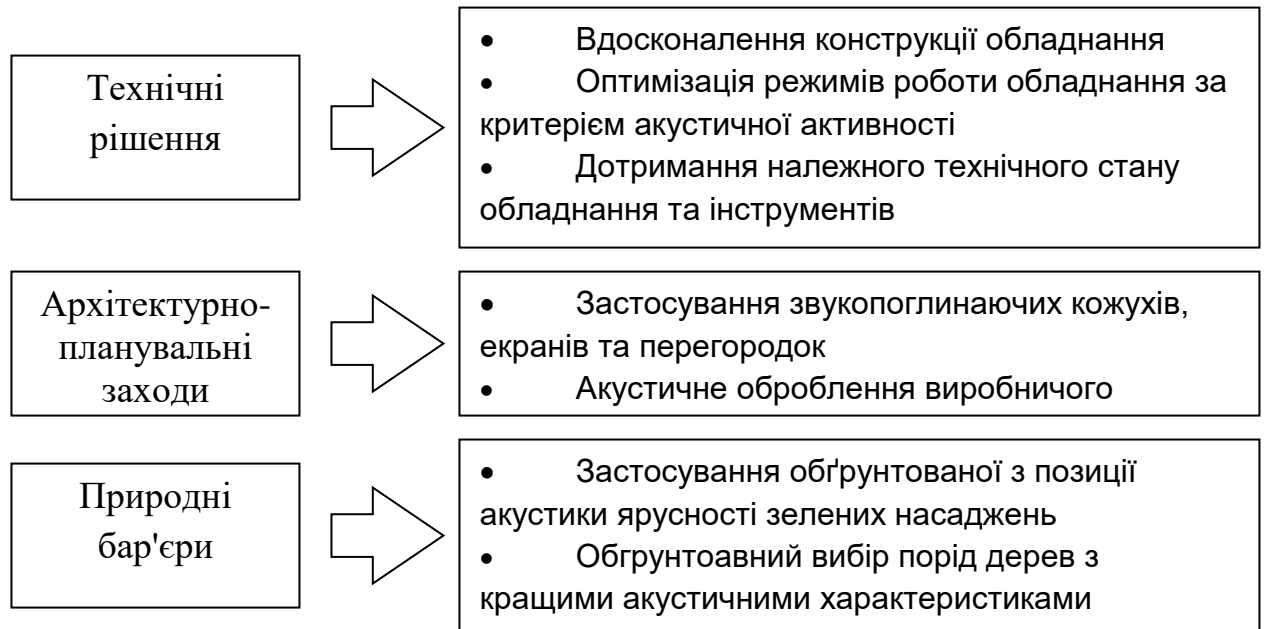 Технічні
рішення
• Вдосконалення конструкції обладнання
• Оптимізація режимів роботи обладнання за
критерієм акустичної активності
• Дотримання належного технічного стану
обладнання та інструментів
Архітектурно-
планувальні
заходи
• Застосування звукопоглинаючих кожухів,
екранів та перегородок
• Акустичне оброблення виробничого
Природні
бар'єри
• Застосування обґрунтованої з позиції
акустики ярусності зелених насаджень
• Обгрунтоавний вибір порід дерев з
кращими акустичними характеристиками